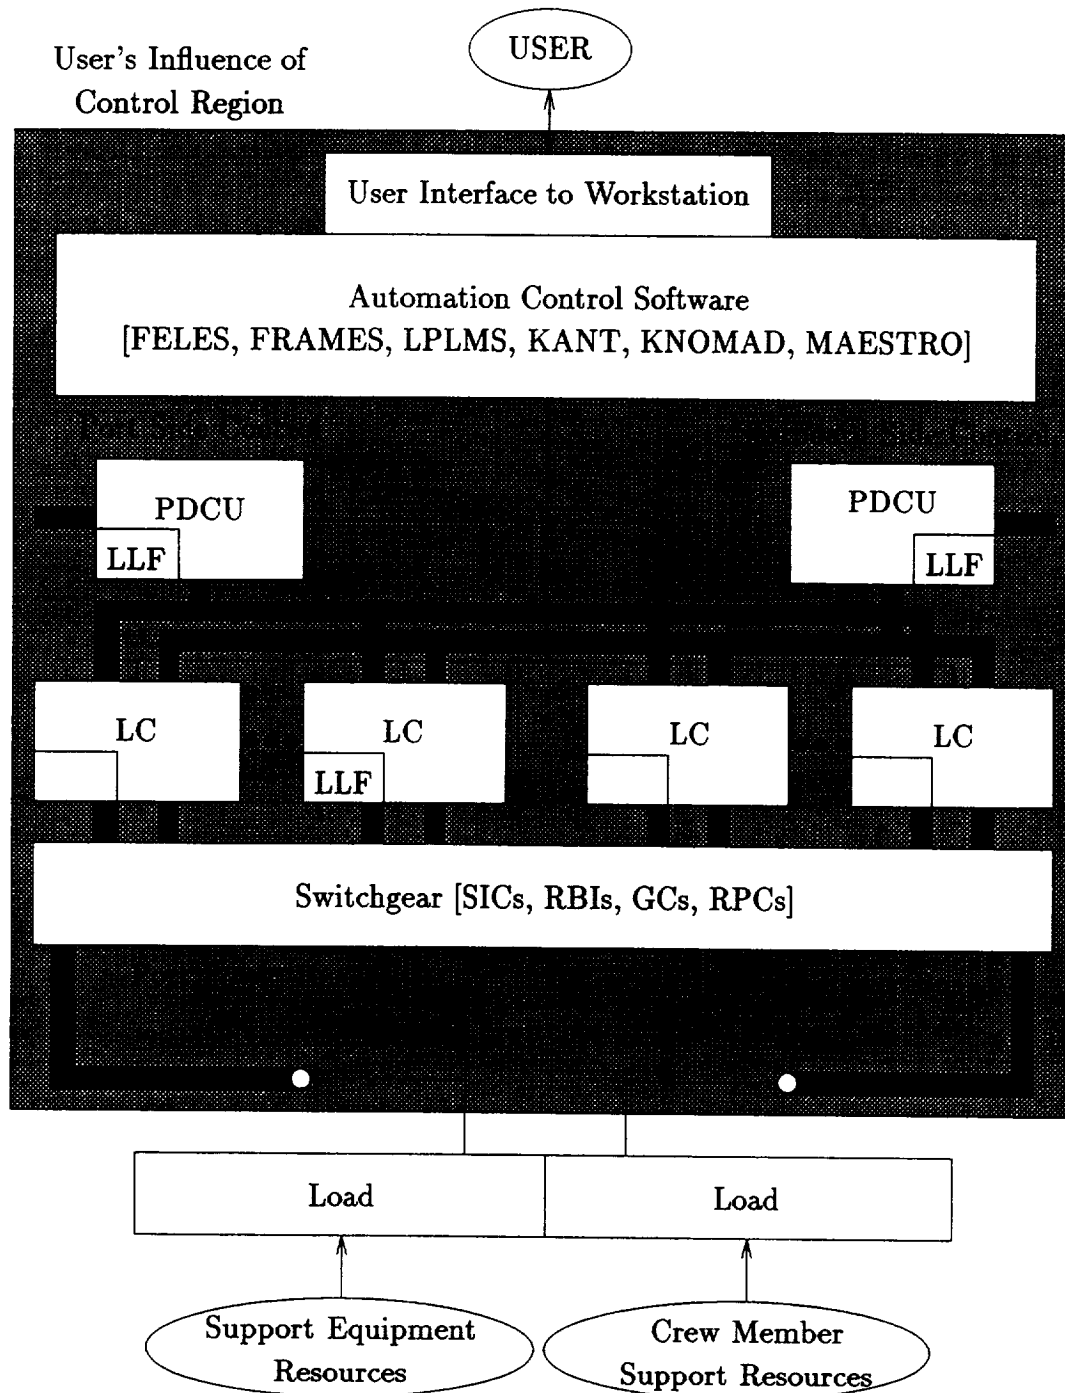 USER
User's Influence of
Control Region
User Interface to Workstation
Automation Control Software
[FELES, FRAMES, LPLMS, KANT, KNOMAD, MAESTRO]
PDCU
LLF
PDCU
LLF
LC
LC
LLF
LC
LC
Switchgear [SICs, RBIs, GCs, RPCs]
Load
Load
Support Equipment
Resources
Crew Member
Support Resources